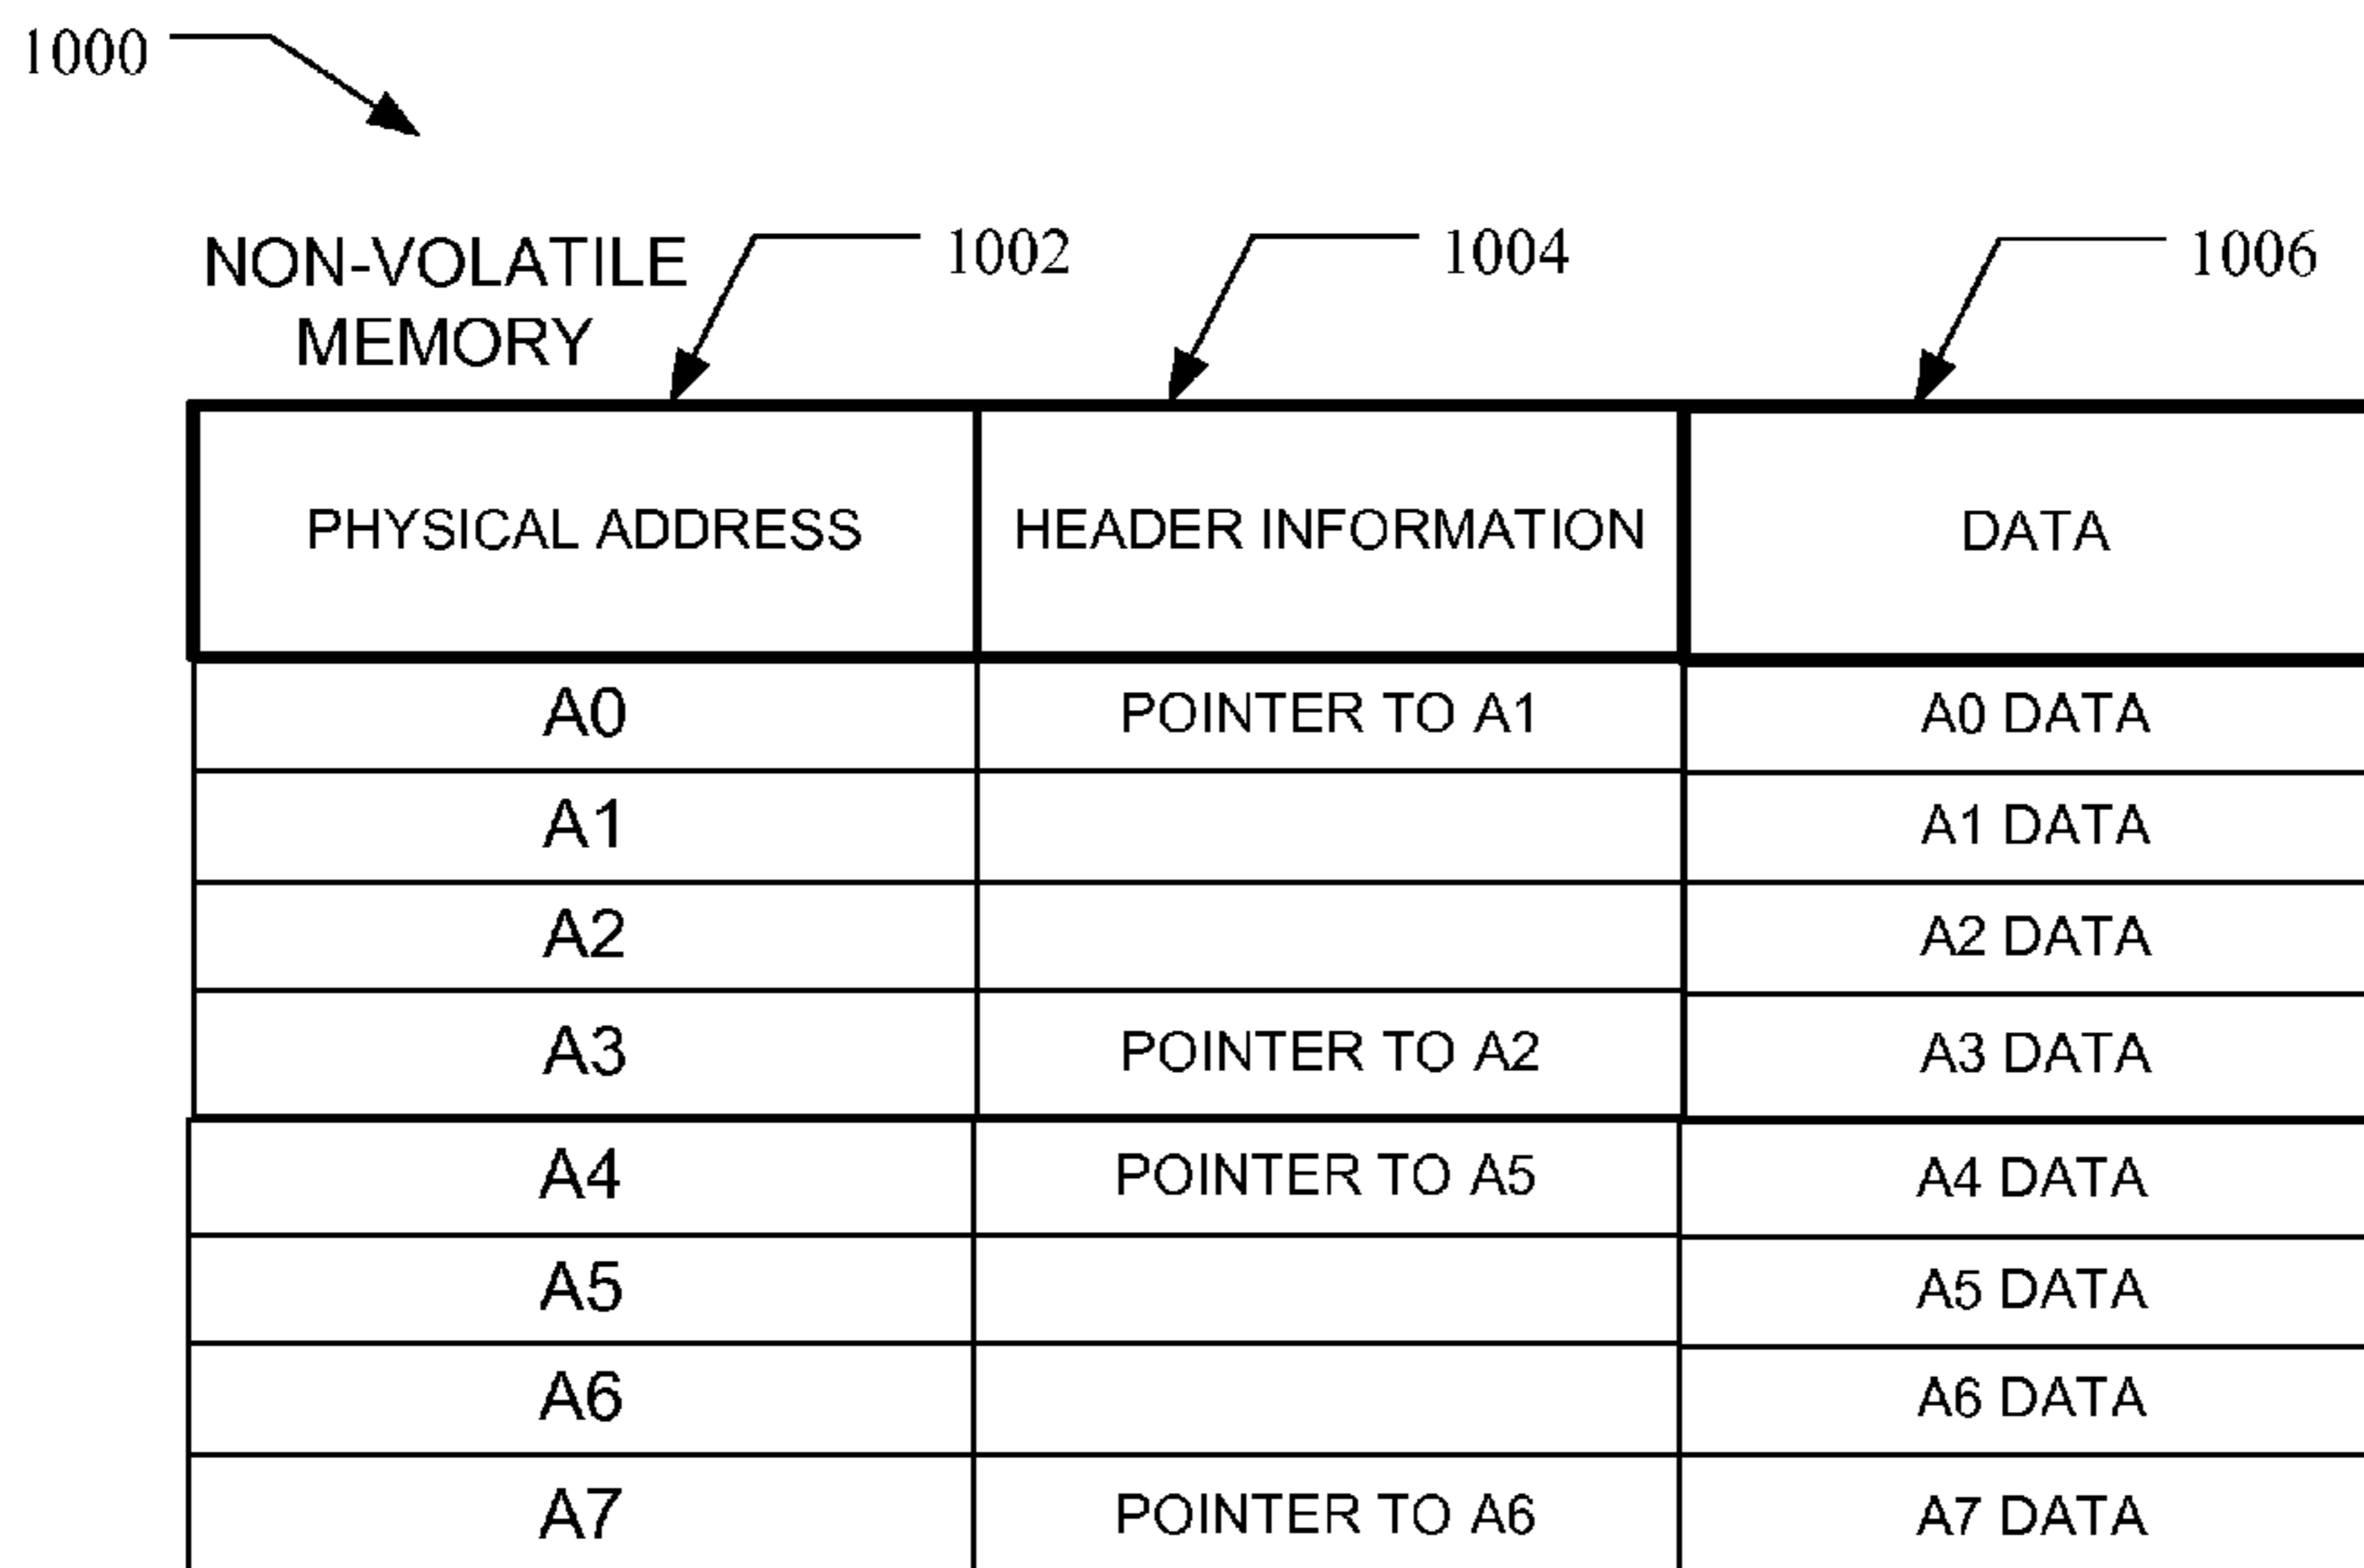 1000
NON-VOLATILE
MEMORY
1002
1004
1006
PHYSICAL ADDRESS HEADER INFORMATION DATA
A0 POINTER TO A1 A0 DATA
A1 A1 DATA
A2 A2 DATA
A3 POINTER TO A2 A3 DATA
A4 POINTER TO A5 A4 DATA
A5 A5 DATA
A6 A6 DATA
A7 POINTER TO A6 A7 DATA